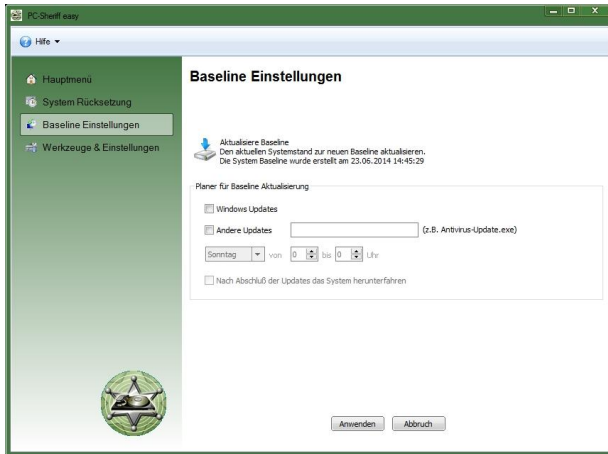 PC-Sheriff easy
Hilfe
Hauptmenü
System Rücksetzung
Baseline Einstellungen
Werkzeuge & Einstellungen
Baseline Einstellungen
Aktualisiere Baseline
Den aktuellen Systemstand zur neuen Baseline aktualisieren.
Die System Baseline wurde erstellt am 23.06.2014 14:45:29
Planer für Baseline Aktualisierung
Windows Updates
Andere Updates (z.B. Antivirus-Update.exe)
Sonntag von 0 bis 0 Uhr
Nach Abschluß der Updates das System herunterfahren
Anwenden Abbruch